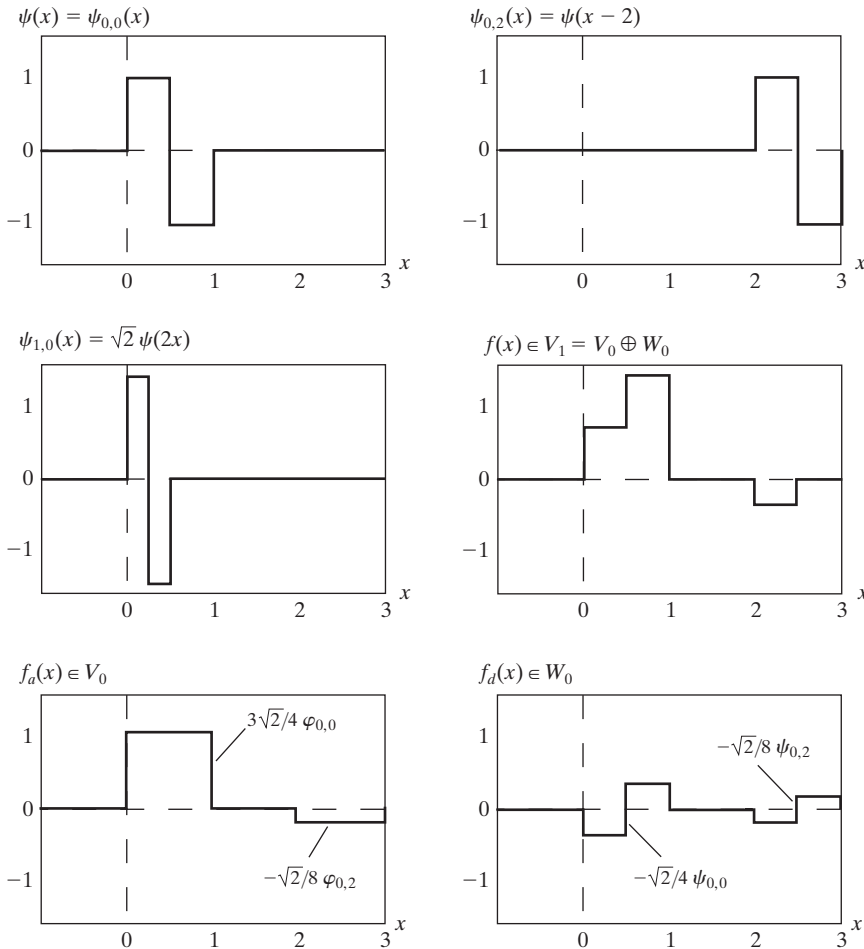 ψ(x) = ψ₀,₀(x)
1
0
−1
0 1 2 3 x
ψ₀,₂(x) = ψ(x − 2)
1
0
−1
0 1 2 3 x
ψ₁,₀(x) = √2 ψ(2x)
1
0
−1
0 1 2 3 x
f(x) ∈ V₁ = V₀ ⊕ W₀
1
0
−1
0 1 2 3 x
fₐ(x) ∈ V₀
3√2/4 φ₀,₀
1
0
−√2/8 φ₀,₂
−1
0 1 2 3 x
f_d(x) ∈ W₀
−√2/8 ψ₀,₂
1
0
−√2/4 ψ₀,₀
−1
0 1 2 3 x